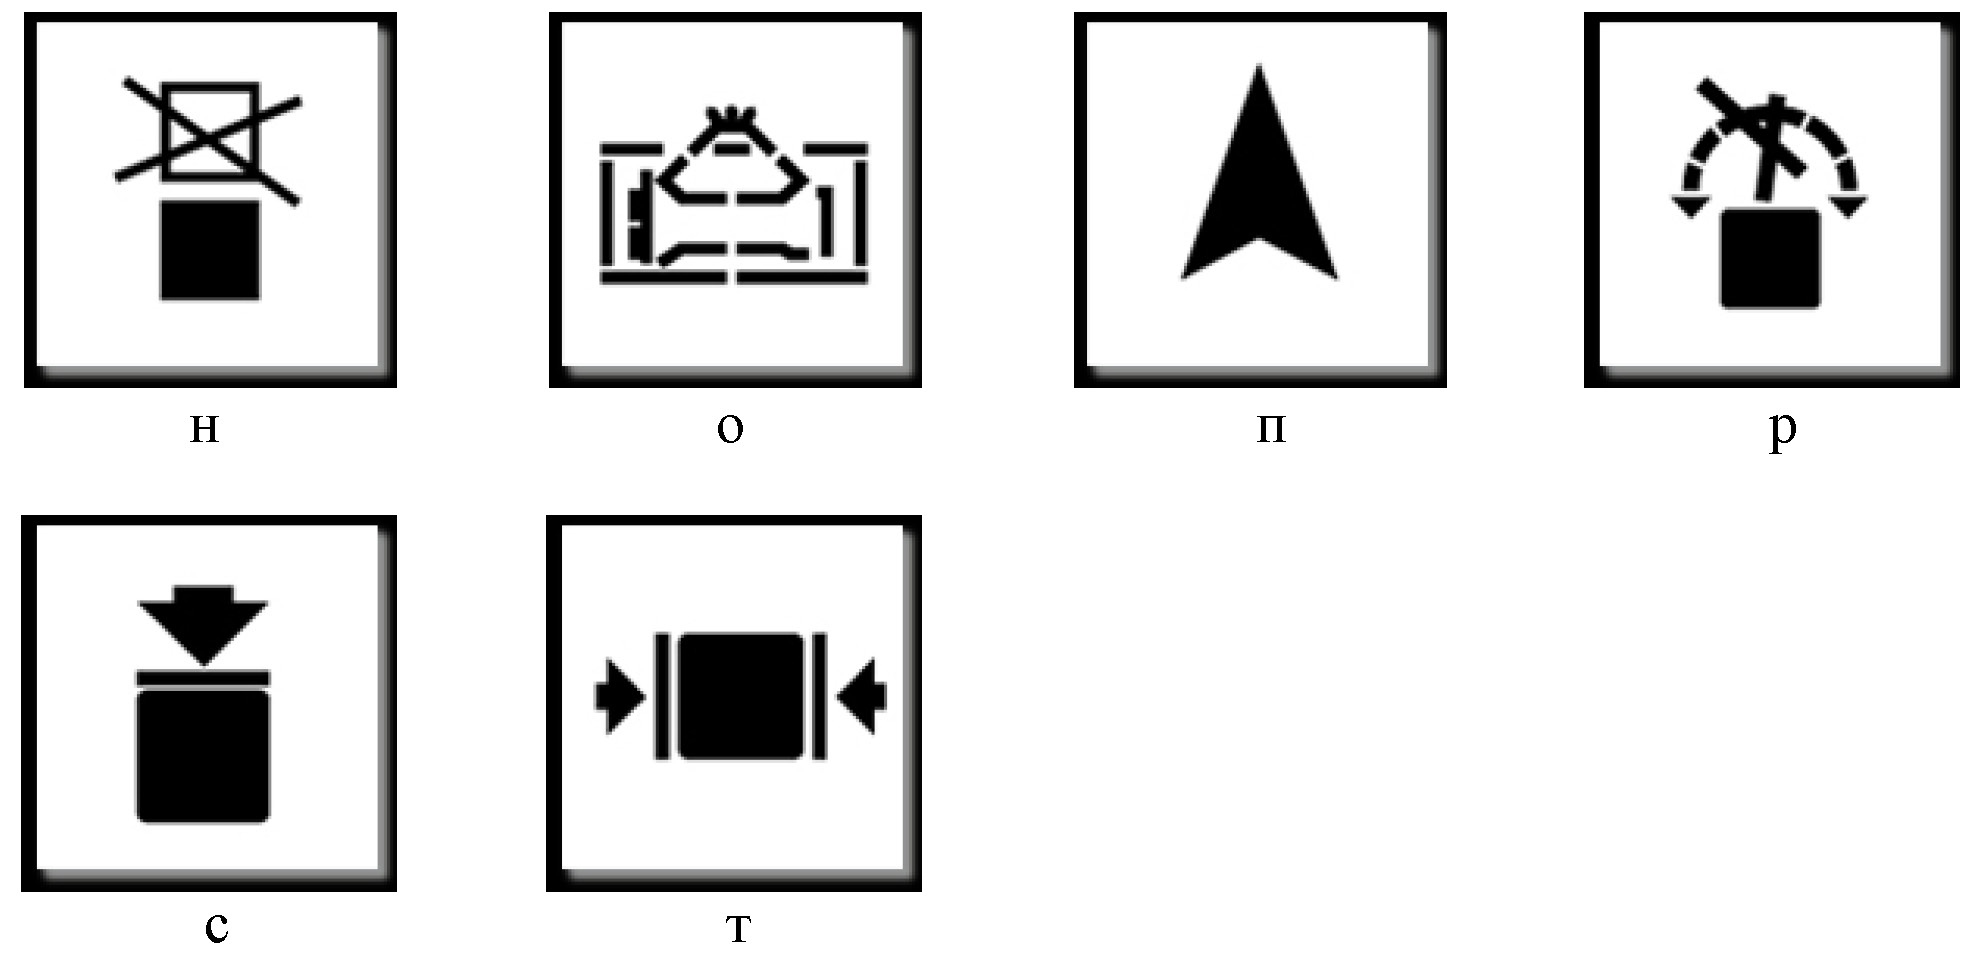 н о п р
с т